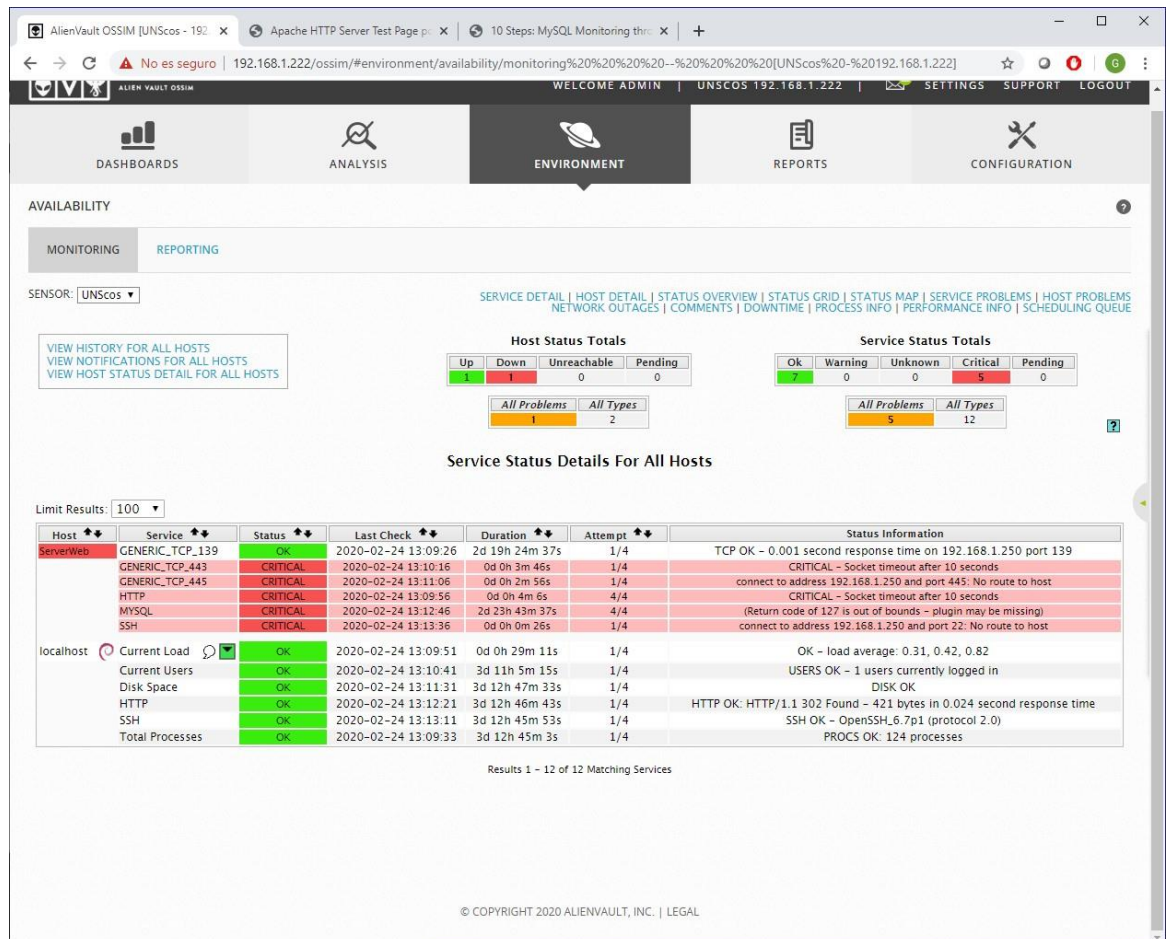 AlienVault OSSIM [UNScos - 192
Apache HTTP Server Test Page p
10 Steps: MySQL Monitoring thr
No es seguro | 192.168.1.222/ossim/#environment/availability/monitoring%20%20%20%20--%20%20%20%20[UNScos%20-%20192.168.1.222]
G
ALIEN VAULT OSSIM
WELCOME ADMIN | UNSCOS 192.168.1.222 | SETTINGS SUPPORT LOGOUT
DASHBOARDS ANALYSIS ENVIRONMENT REPORTS CONFIGURATION
AVAILABILITY ?
MONITORING REPORTING
SENSOR: UNScos
SERVICE DETAIL | HOST DETAIL | STATUS OVERVIEW | STATUS GRID | STATUS MAP | SERVICE PROBLEMS | HOST PROBLEMS
NETWORK OUTAGES | COMMENTS | DOWNTIME | PROCESS INFO | PERFORMANCE INFO | SCHEDULING QUEUE
VIEW HISTORY FOR ALL HOSTS
VIEW NOTIFICATIONS FOR ALL HOSTS
VIEW HOST STATUS DETAIL FOR ALL HOSTS
Host Status Totals
Up Down Unreachable Pending
1 1 0 0
All Problems All Types
1 2
Service Status Totals
Ok Warning Unknown Critical Pending
7 0 0 5 0
All Problems All Types
5 12
?
Service Status Details For All Hosts
Limit Results: 100
Host Service Status Last Check Duration Attempt Status Information
ServerWeb GENERIC_TCP_139 OK 2020-02-24 13:09:26 2d 19h 24m 37s 1/4 TCP OK - 0.001 second response time on 192.168.1.250 port 139
GENERIC_TCP_443 CRITICAL 2020-02-24 13:10:16 0d 0h 3m 46s 1/4 CRITICAL - Socket timeout after 10 seconds
GENERIC_TCP_445 CRITICAL 2020-02-24 13:11:06 0d 0h 2m 56s 1/4 connect to address 192.168.1.250 and port 445: No route to host
HTTP CRITICAL 2020-02-24 13:09:56 0d 0h 4m 6s 4/4 CRITICAL - Socket timeout after 10 seconds
MYSQL CRITICAL 2020-02-24 13:12:46 2d 23h 43m 37s 4/4 (Return code of 127 is out of bounds - plugin may be missing)
SSH CRITICAL 2020-02-24 13:13:36 0d 0h 0m 26s 1/4 connect to address 192.168.1.250 and port 22: No route to host
localhost Current Load OK 2020-02-24 13:09:51 0d 0h 29m 11s 1/4 OK - load average: 0.31, 0.42, 0.82
Current Users OK 2020-02-24 13:10:41 3d 11h 5m 15s 1/4 USERS OK - 1 users currently logged in
Disk Space OK 2020-02-24 13:11:31 3d 12h 47m 33s 1/4 DISK OK
HTTP OK 2020-02-24 13:12:21 3d 12h 46m 43s 1/4 HTTP OK: HTTP/1.1 302 Found - 421 bytes in 0.024 second response time
SSH OK 2020-02-24 13:13:11 3d 12h 45m 53s 1/4 SSH OK - OpenSSH_6.7p1 (protocol 2.0)
Total Processes OK 2020-02-24 13:09:33 3d 12h 45m 3s 1/4 PROCS OK: 124 processes
Results 1 - 12 of 12 Matching Services
© COPYRIGHT 2020 ALIENVAULT, INC. | LEGAL